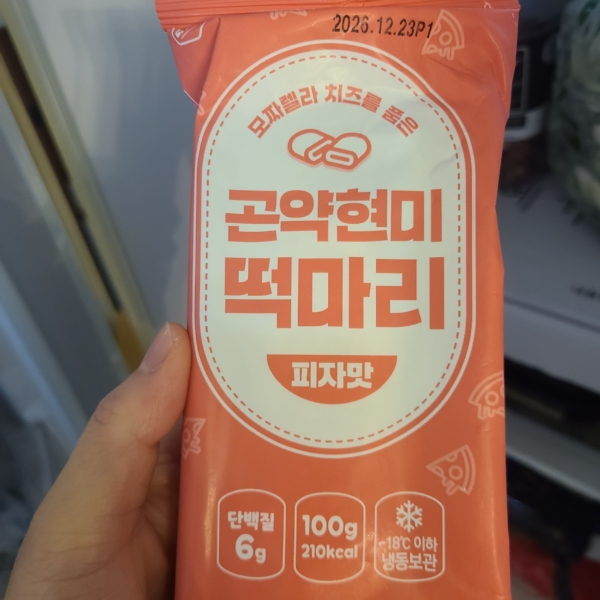 2026.12.23P1
모짜렐라 치즈를 품은
곤약현미
떡마리
피자맛
단백질
6g
100g
210kcal
-18℃ 이하
냉동보관